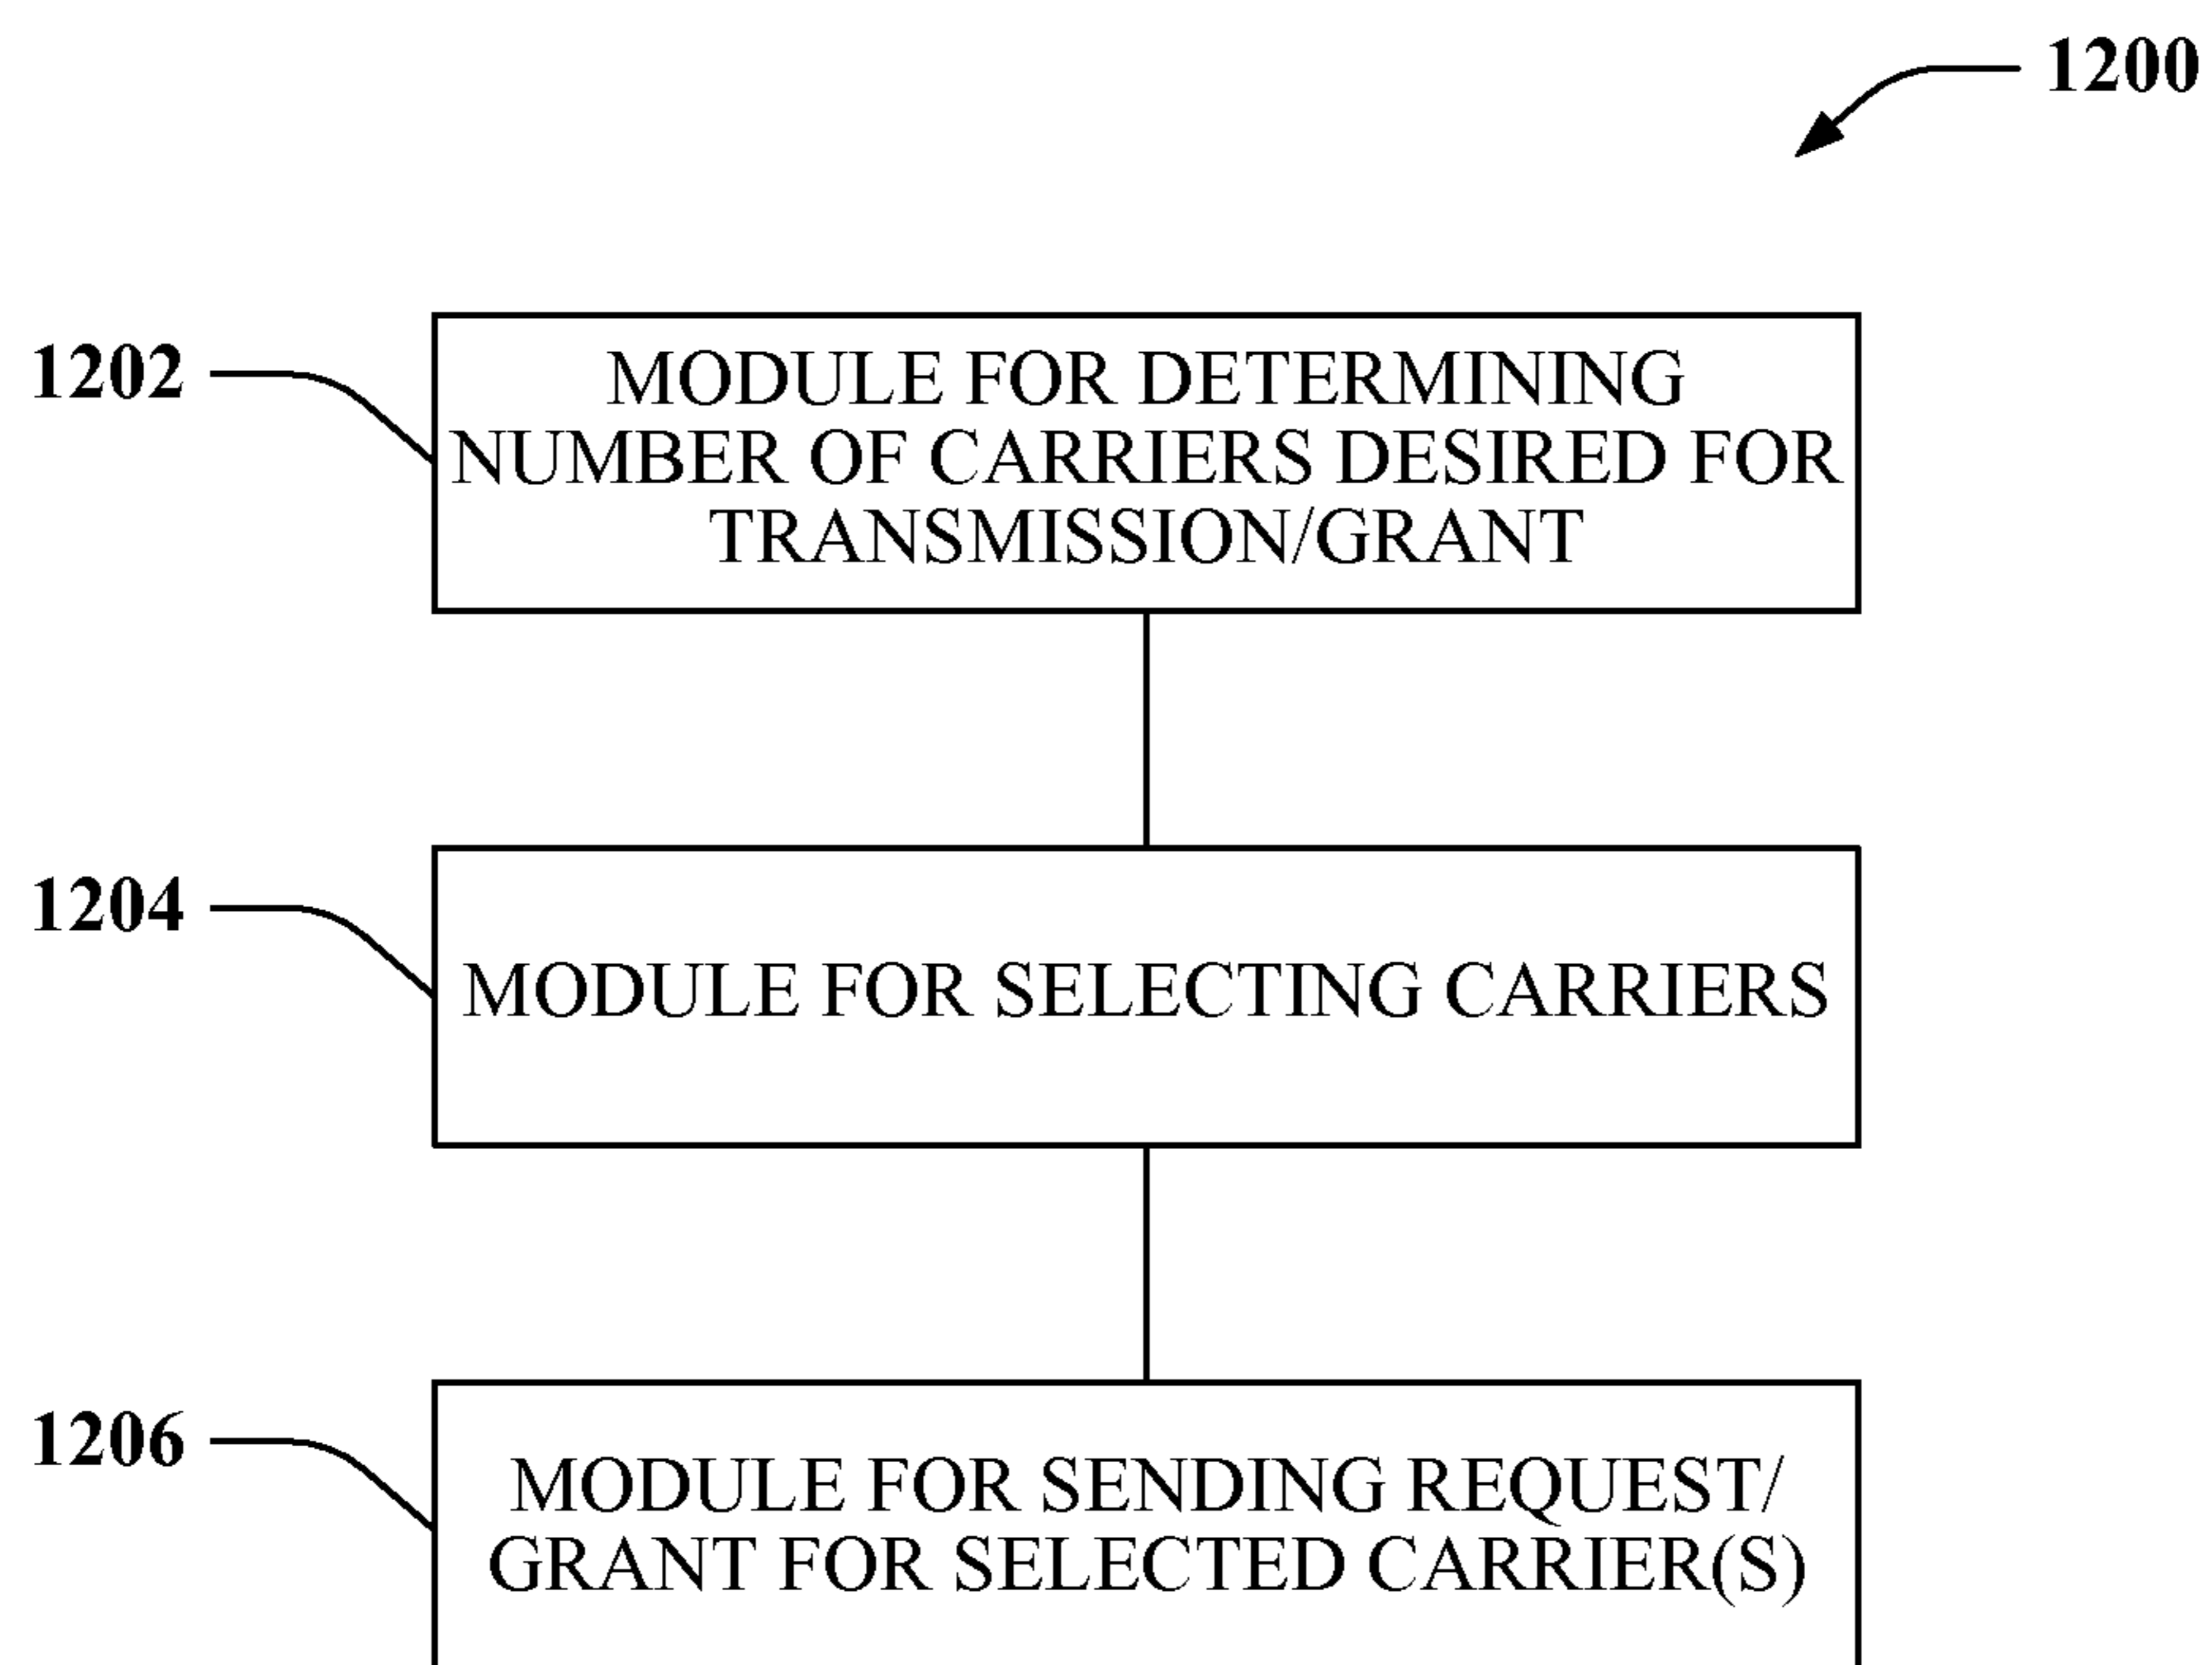 1200
1202
MODULE FOR DETERMINING
NUMBER OF CARRIERS DESIRED FOR
TRANSMISSION/GRANT
1204
MODULE FOR SELECTING CARRIERS
1206
MODULE FOR SENDING REQUEST/
GRANT FOR SELECTED CARRIER(S)